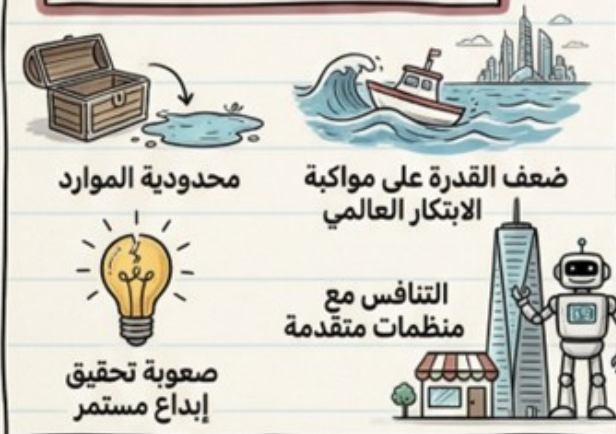 ضعف القدرة على مواكبة
الابتكار العالمي
محدودية الموارد
التنافس مع
منظمات متقدمة
صعوبة تحقيق
إبداع مستمر